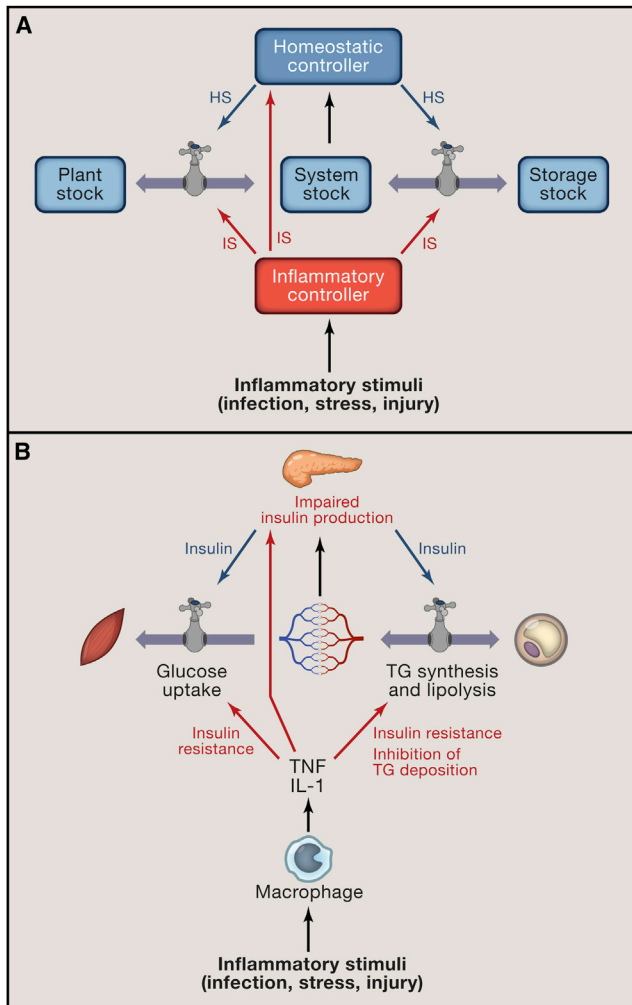 A
Homeostatic
controller
HS
HS
Plant
stock
System
stock
Storage
stock
IS
IS
IS
Inflammatory
controller
Inflammatory stimuli
(infection, stress, injury)
B
Impaired
insulin production
Insulin
Insulin
Glucose
uptake
TG synthesis
and lipolysis
Insulin
resistance
Insulin resistance
Inhibition of
TG deposition
TNF
IL-1
Macrophage
Inflammatory stimuli
(infection, stress, injury)